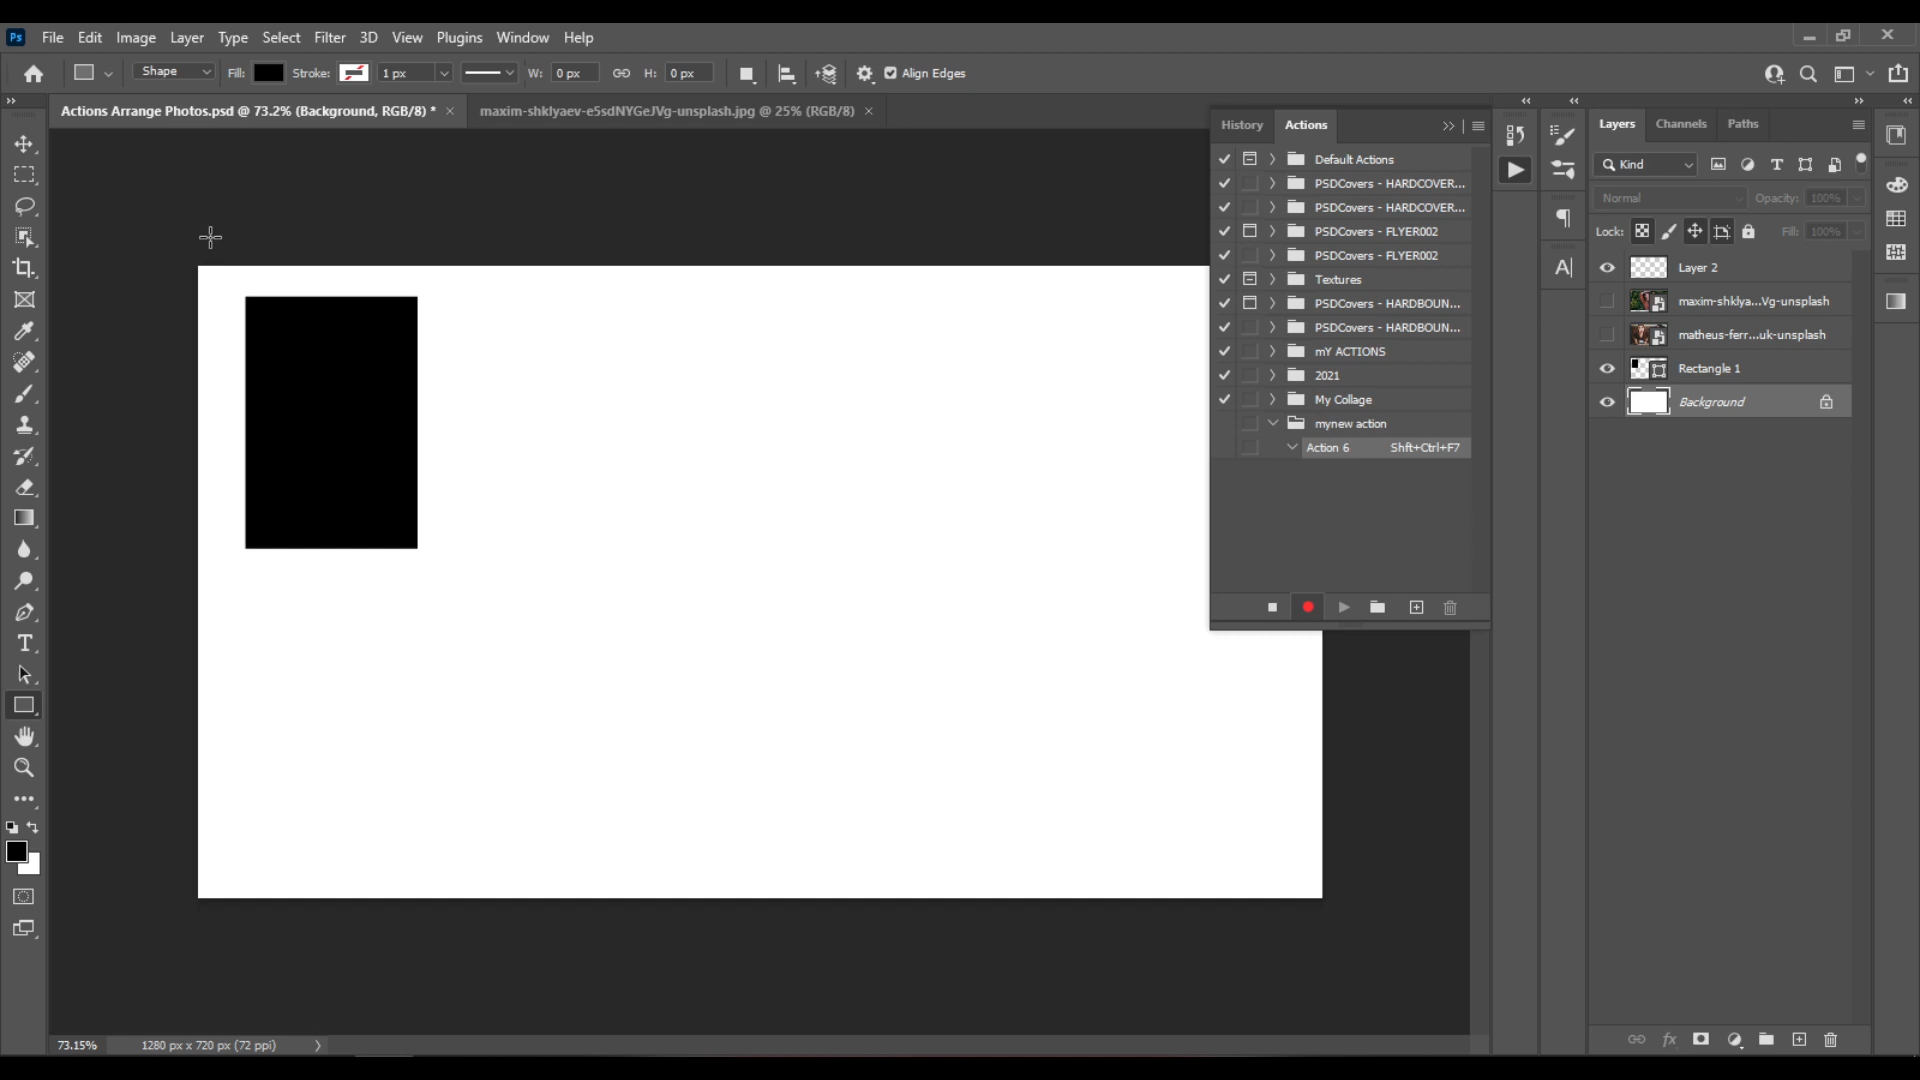 Ps File Edit Image Layer Type Select Filter 3D View Plugins Window Help
Shape Fill: Stroke: 1 px W: 0 px H: 0 px Align Edges
Actions Arrange Photos.psd @ 73.2% (Background, RGB/8) * × maxim-shklyaev-e5sdNYGeJVg-unsplash.jpg @ 25% (RGB/8) ×
History Actions
Default Actions
PSDCovers - HARDCOVER...
PSDCovers - HARDCOVER...
PSDCovers - FLYER002
PSDCovers - FLYER002
Textures
PSDCovers - HARDBOUN...
PSDCovers - HARDBOUN...
mY ACTIONS
2021
My Collage
mynew action
Action 6 Shft+Ctrl+F7
Layers Channels Paths
Kind
Normal Opacity: 100%
Lock: Fill: 100%
Layer 2
maxim-shklya...Vg-unsplash
matheus-ferr...uk-unsplash
Rectangle 1
Background
73.15% 1280 px x 720 px (72 ppi)